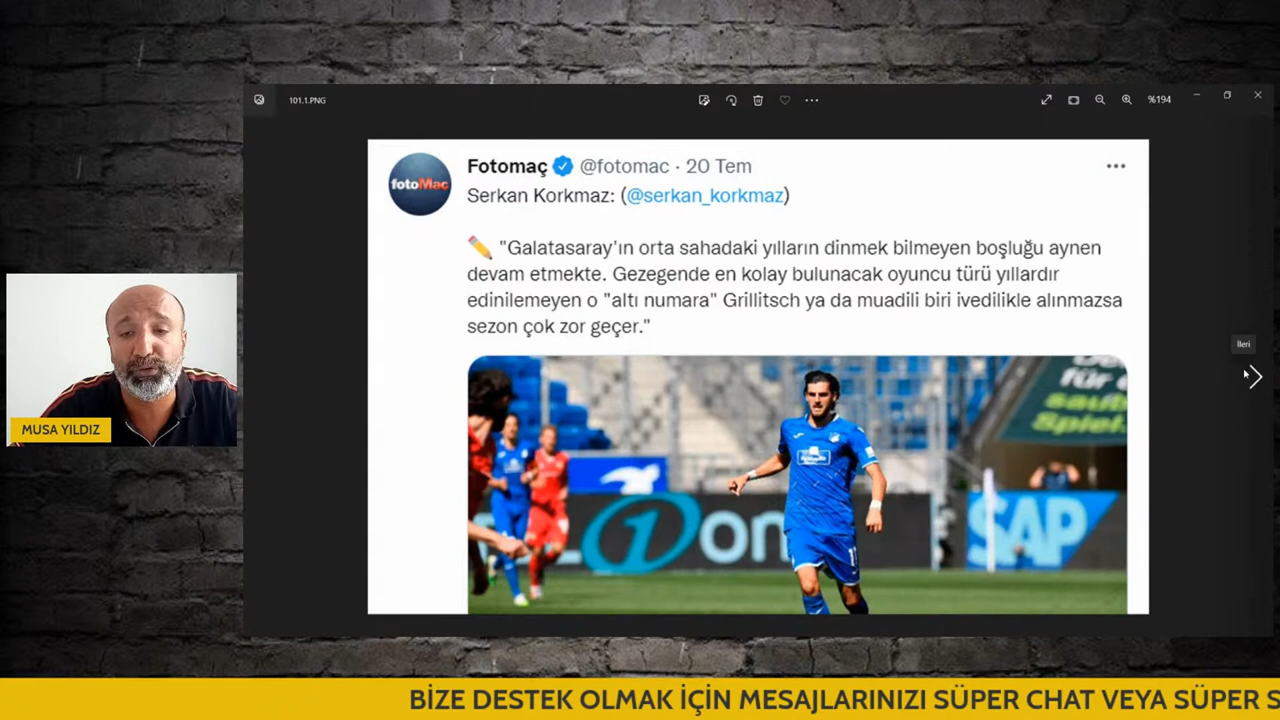 101.1.PNG
%194
Fotomaç @fotomac · 20 Tem
fotoMaç
Serkan Korkmaz: (@serkan_korkmaz)
"Galatasaray'ın orta sahadaki yılların dinmek bilmeyen boşluğu aynen
devam etmekte. Gezegende en kolay bulunacak oyuncu türü yıllardır
edinilemeyen o "altı numara" Grillitsch ya da muadili biri ivedilikle alınmazsa
sezon çok zor geçer."
İleri
für
Spiel.
SAP
MUSA YILDIZ
BİZE DESTEK OLMAK İÇİN MESAJLARINIZI SÜPER CHAT VEYA SÜPER S